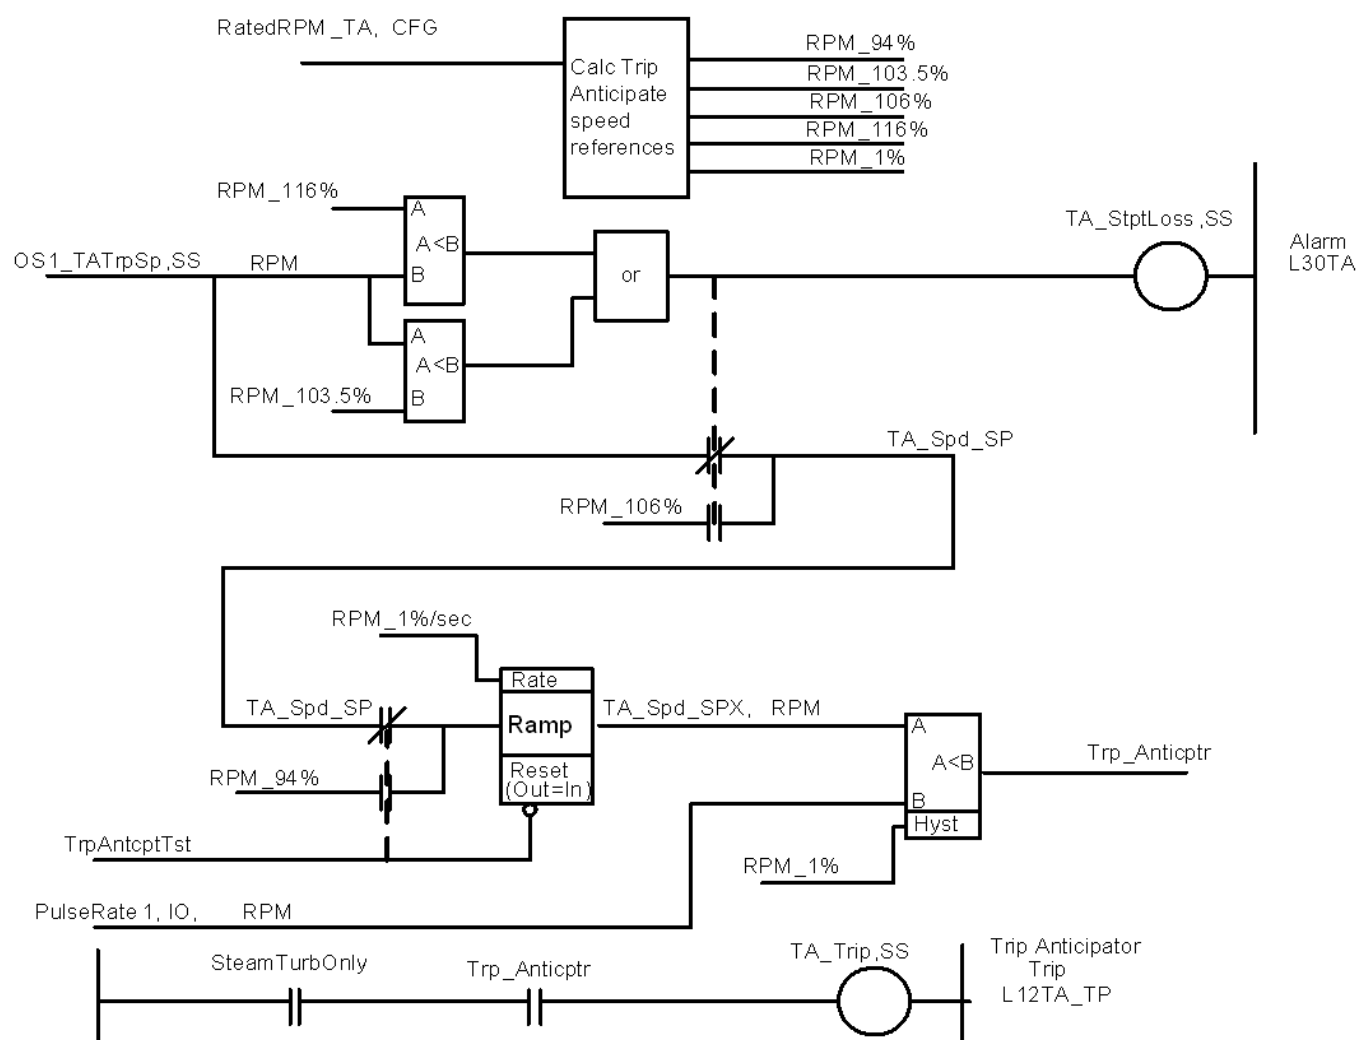 RatedRPM_TA, CFG
Calc Trip
Anticipate
speed
references
RPM_94%
RPM_103.5%
RPM_106%
RPM_116%
RPM_1%
RPM_116%
A
A<B
B
OS1_TATrpSp,SS
RPM
or
TA_StptLoss,SS
Alarm
L30TA
A
A<B
B
RPM_103.5%
TA_Spd_SP
RPM_106%
RPM_1%/sec
Rate
TA_Spd_SP
Ramp
TA_Spd_SPX, RPM
A
A<B
B
Hyst
Trp_Anticptr
RPM_94%
Reset
(Out=In)
TrpAntcptTst
RPM_1%
PulseRate 1, IO, RPM
SteamTurbOnly
Trp_Anticptr
TA_Trip,SS
Trip Anticipator
Trip
L12TA_TP